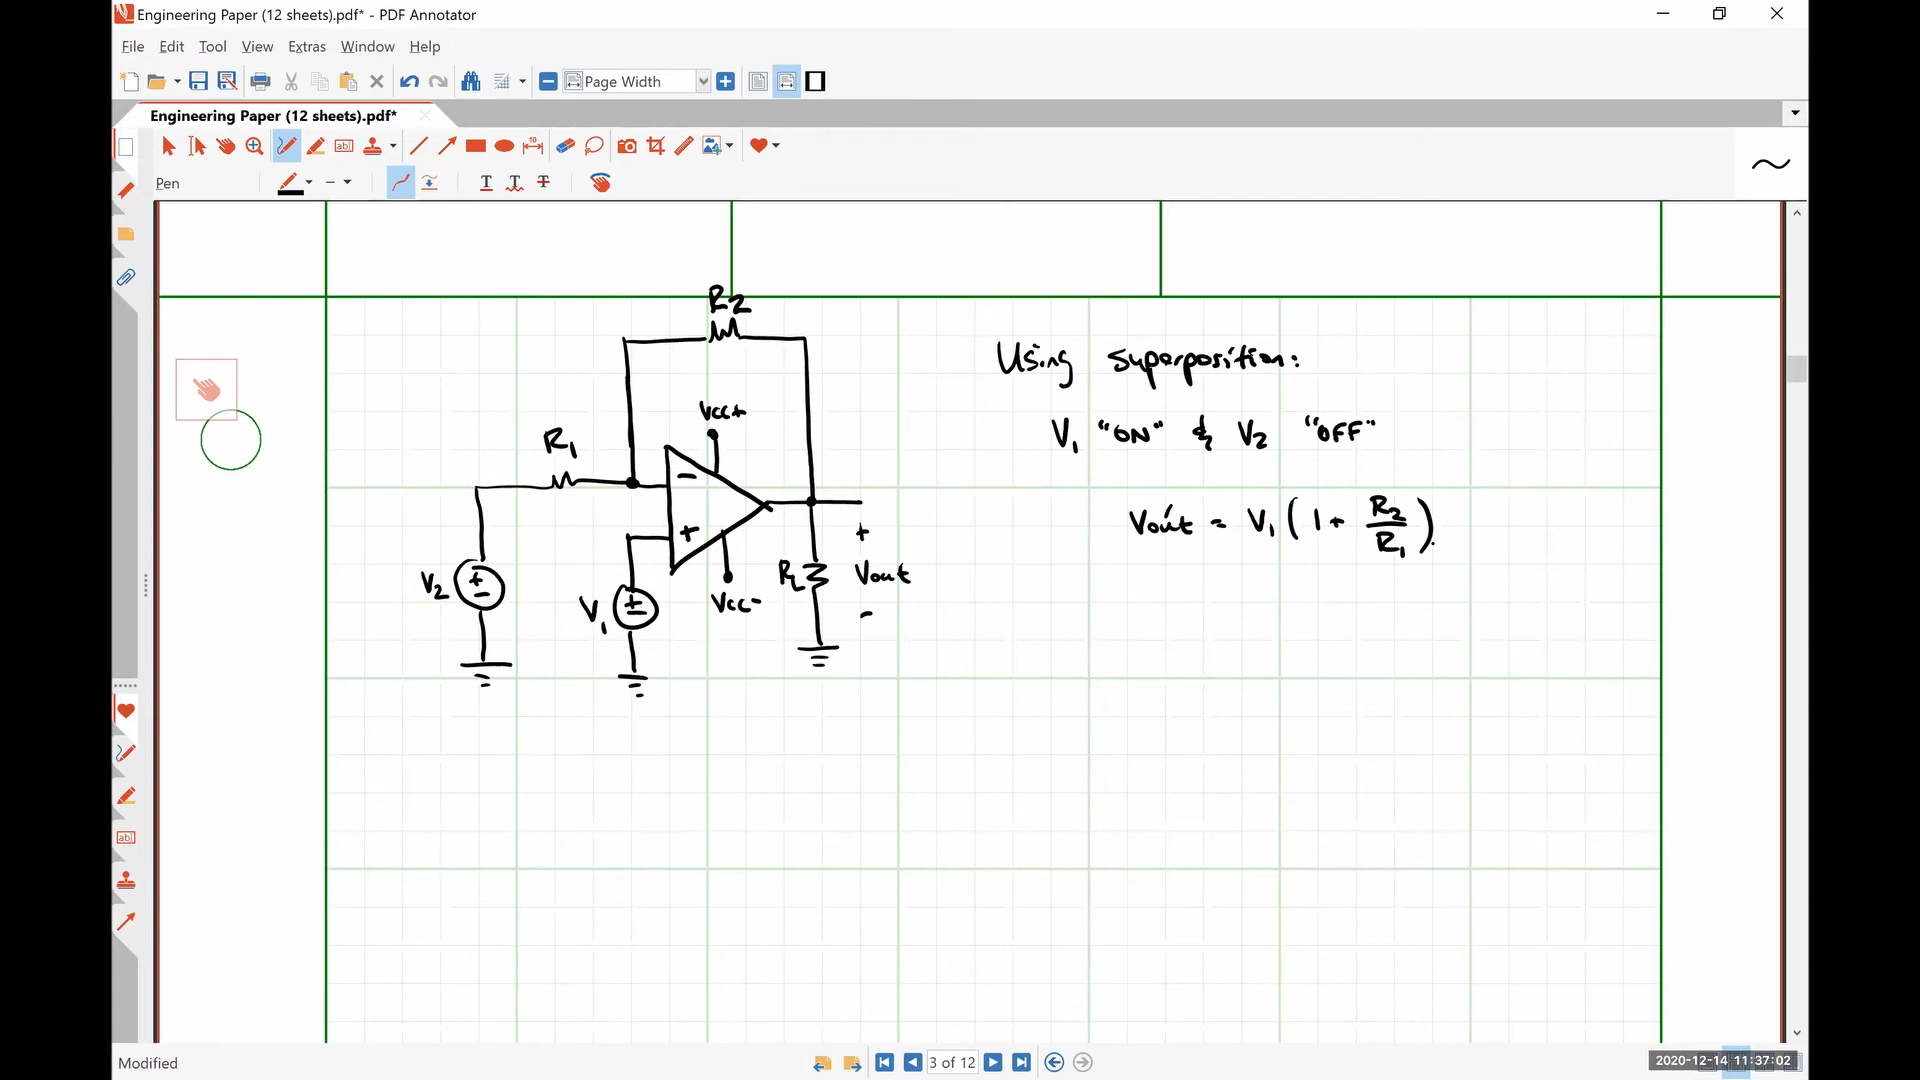 Engineering Paper (12 sheets).pdf* - PDF Annotator
File Edit Tool View Extras Window Help
Page Width
Engineering Paper (12 sheets).pdf*
Pen
R2
Using Superposition:
Vcc+
V1 "ON" & V2 "OFF"
R1
Vout' = V1 ( 1 + R2 / R1 )
-
+
+
V2
+
-
V1
+
-
Vcc-
RL
Vout
-
Modified
3 of 12
2020-12-14 11:37:02